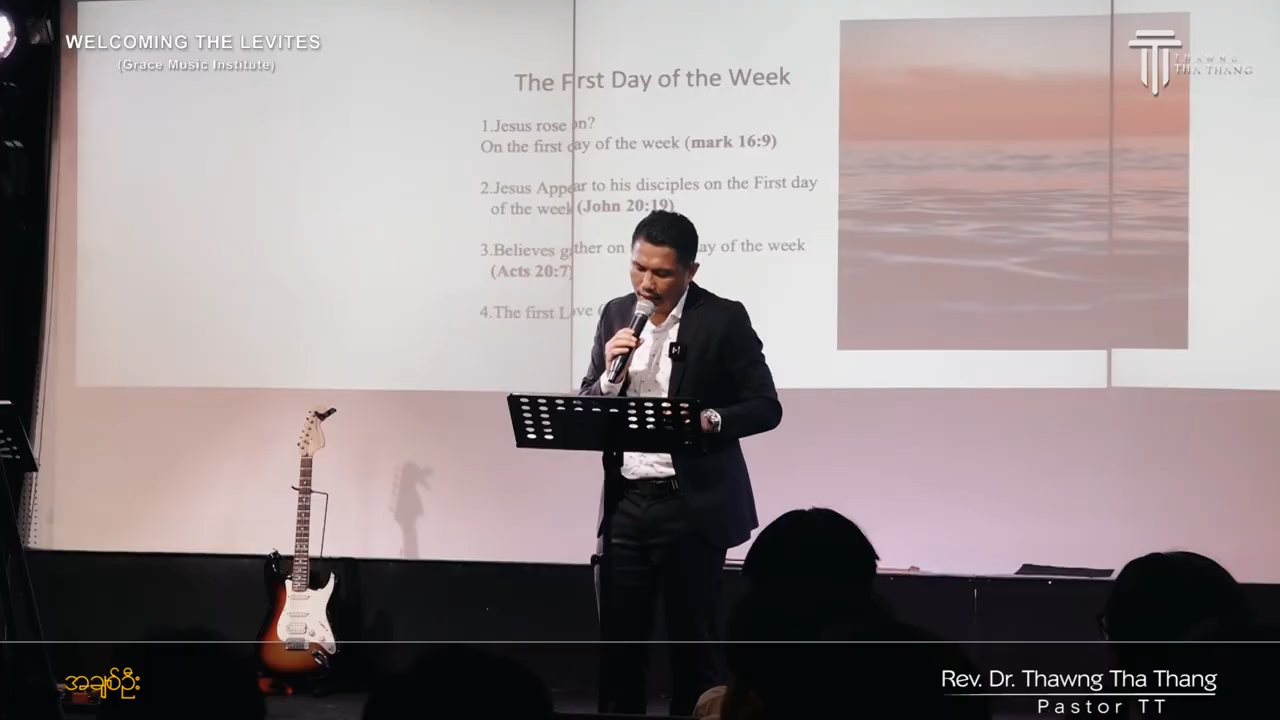 WELCOMING THE LEVITES
(Grace Music Institute)
THAWNG
THA THANG
The First Day of the Week
1.Jesus rose on?
On the first day of the week (mark 16:9)
2.Jesus Appear to his disciples on the First day
of the week (John 20:19)
3.Believes gather on ay of the week
(Acts 20:7)
4.The first Love (
အချစ်ဦး
Rev. Dr. Thawng Tha Thang
Pastor TT